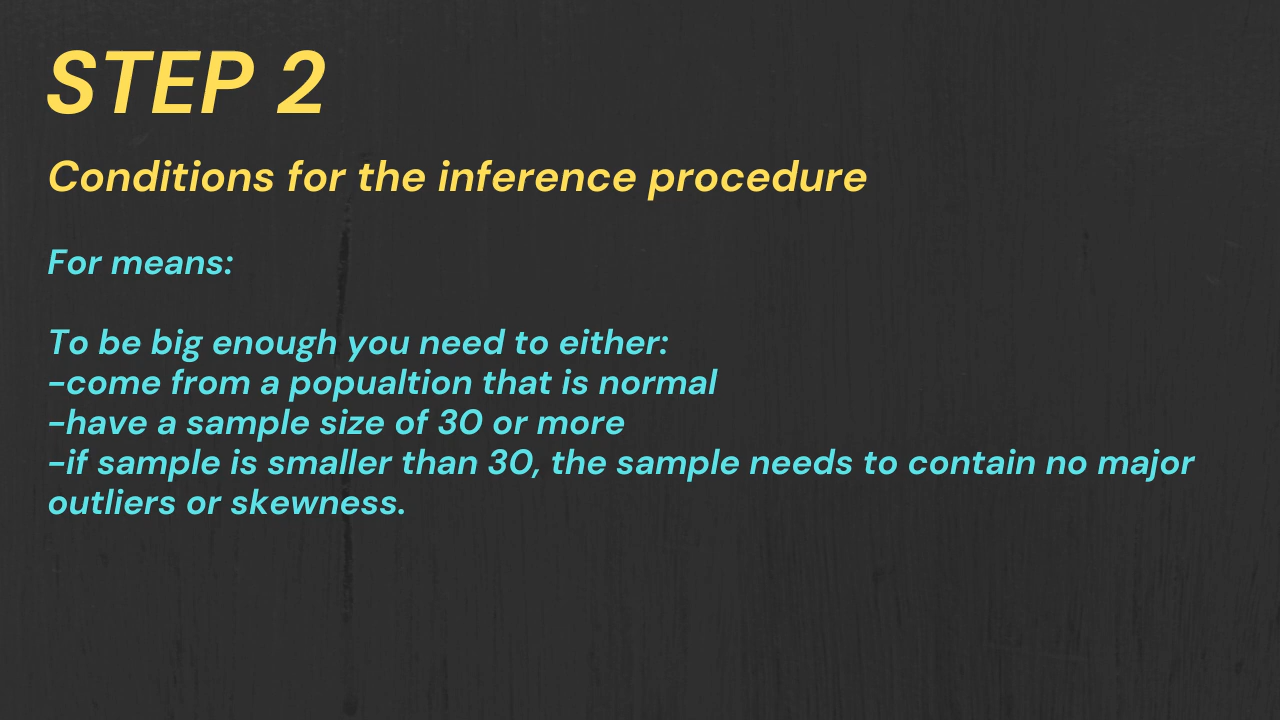 STEP 2
Conditions for the inference procedure
For means:
To be big enough you need to either:
-come from a popualtion that is normal
-have a sample size of 30 or more
-if sample is smaller than 30, the sample needs to contain no major
outliers or skewness.